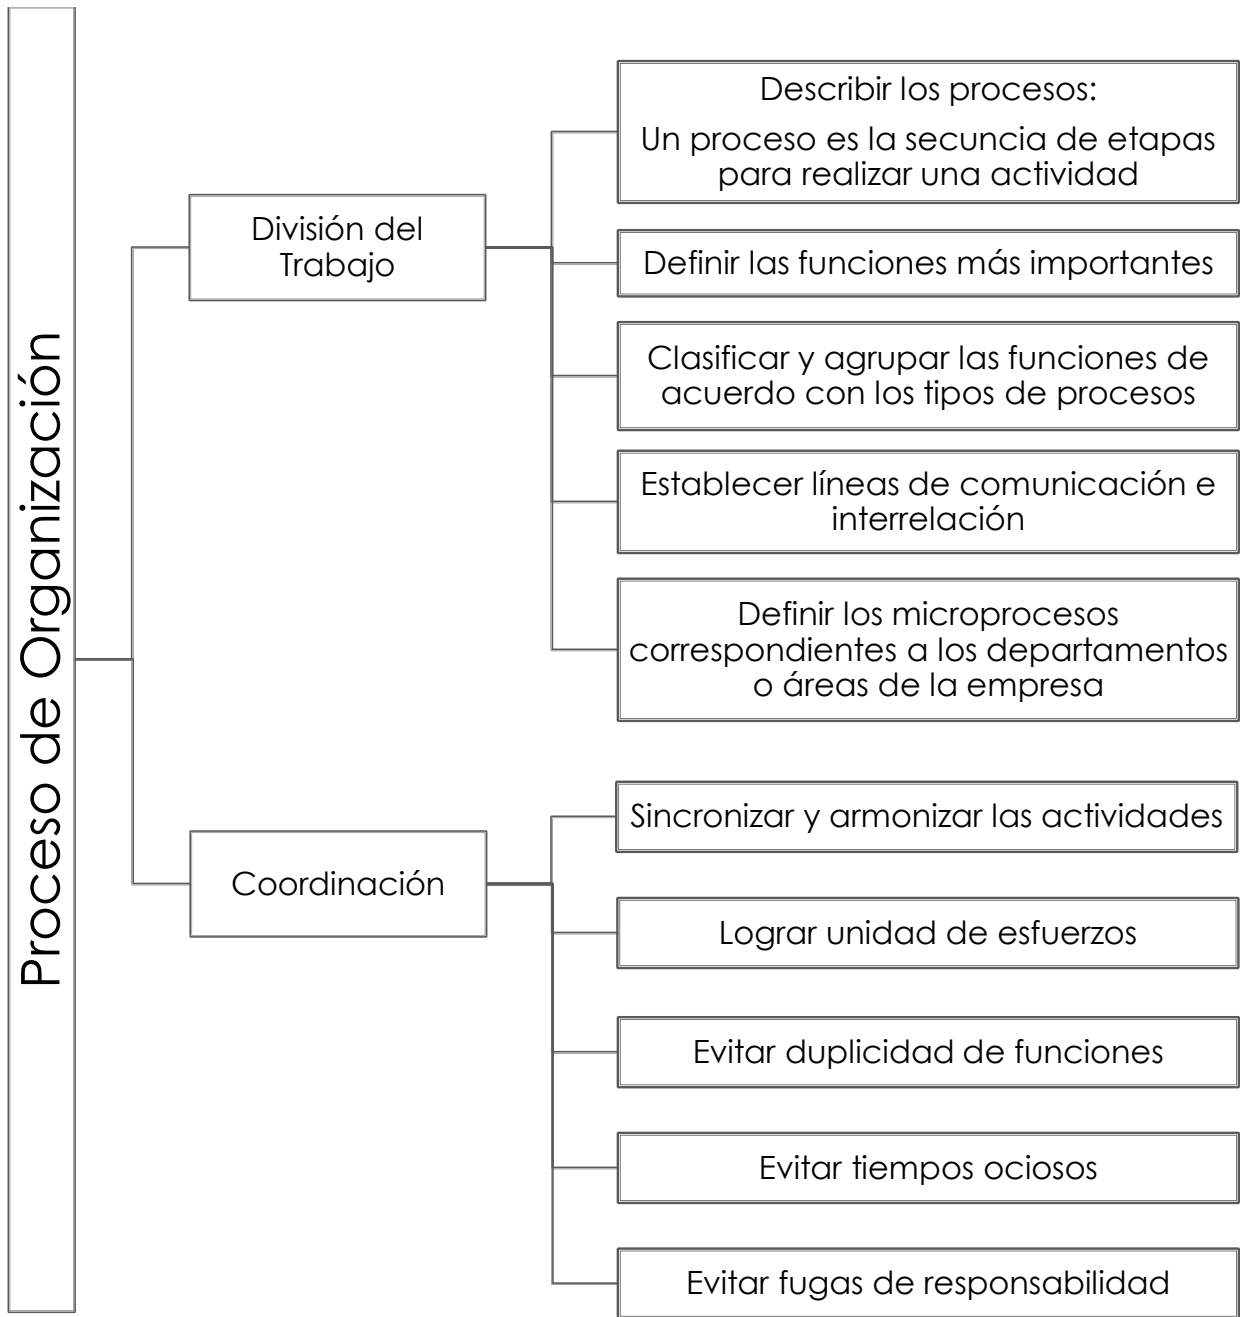 Proceso de Organización
División del
Trabajo
Describir los procesos:
Un proceso es la secuncia de etapas
para realizar una actividad
Definir las funciones más importantes
Clasificar y agrupar las funciones de
acuerdo con los tipos de procesos
Establecer líneas de comunicación e
interrelación
Definir los microprocesos
correspondientes a los departamentos
o áreas de la empresa
Coordinación
Sincronizar y armonizar las actividades
Lograr unidad de esfuerzos
Evitar duplicidad de funciones
Evitar tiempos ociosos
Evitar fugas de responsabilidad